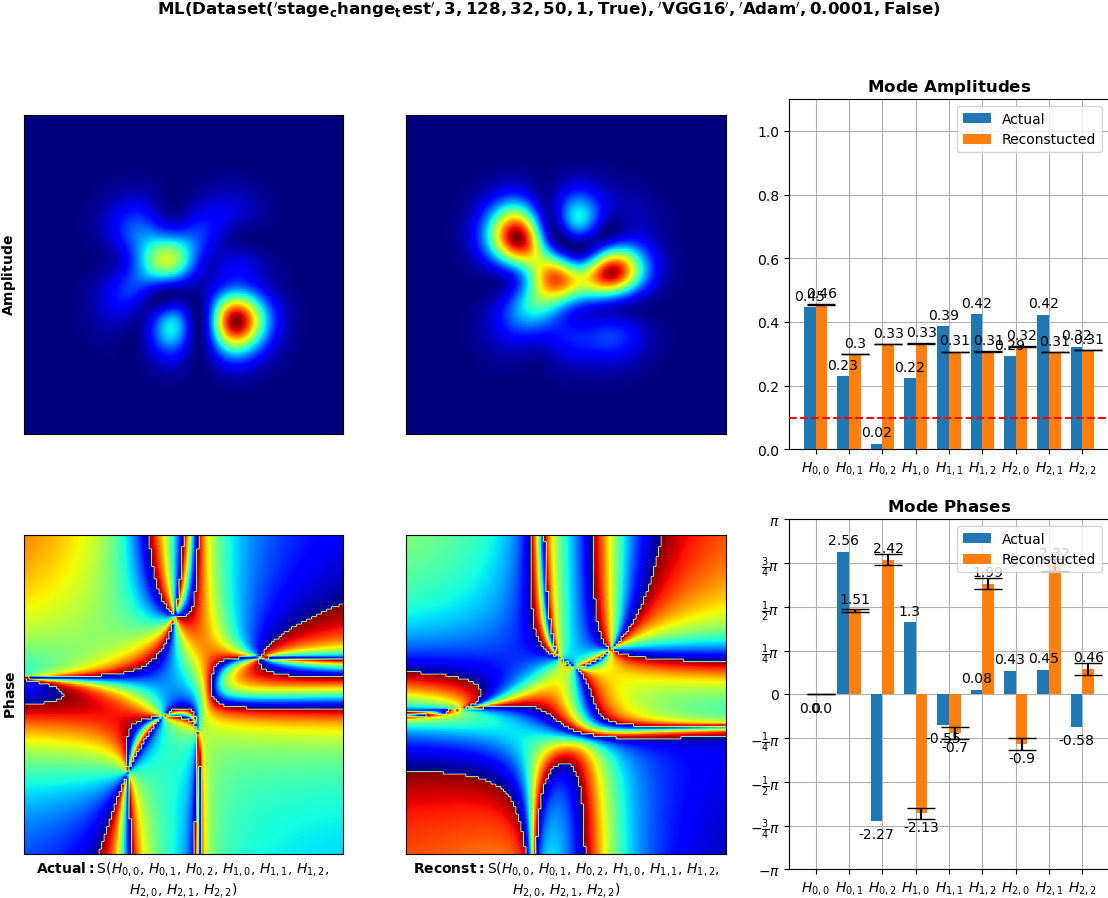 ML(Dataset('stage_change_test', 3, 128, 32, 50, 1, True), 'VGG16', 'Adam', 0.0001, False)
Amplitude
Mode Amplitudes
Actual
Reconstucted
1.0
0.8
0.6
0.4
0.2
0.0
0.45 0.46
0.23 0.3
0.02 0.33
0.22 0.33
0.39 0.31
0.42 0.31
0.29 0.32
0.42 0.31
0.32 0.31
H0,0 H0,1 H0,2 H1,0 H1,1 H1,2 H2,0 H2,1 H2,2
Phase
Actual: S(H0,0, H0,1, H0,2, H1,0, H1,1, H1,2,
H2,0, H2,1, H2,2)
Reconst: S(H0,0, H0,1, H0,2, H1,0, H1,1, H1,2,
H2,0, H2,1, H2,2)
Mode Phases
Actual
Reconstucted
π
3/4π
1/2π
1/4π
0
−1/4π
−1/2π
−3/4π
−π
0.0 0.0
2.56 1.51
-2.27 2.42
1.3 -2.13
-0.55 -0.7
0.08 1.99
0.43 -0.9
0.45 2.32
-0.58 0.46
H0,0 H0,1 H0,2 H1,0 H1,1 H1,2 H2,0 H2,1 H2,2